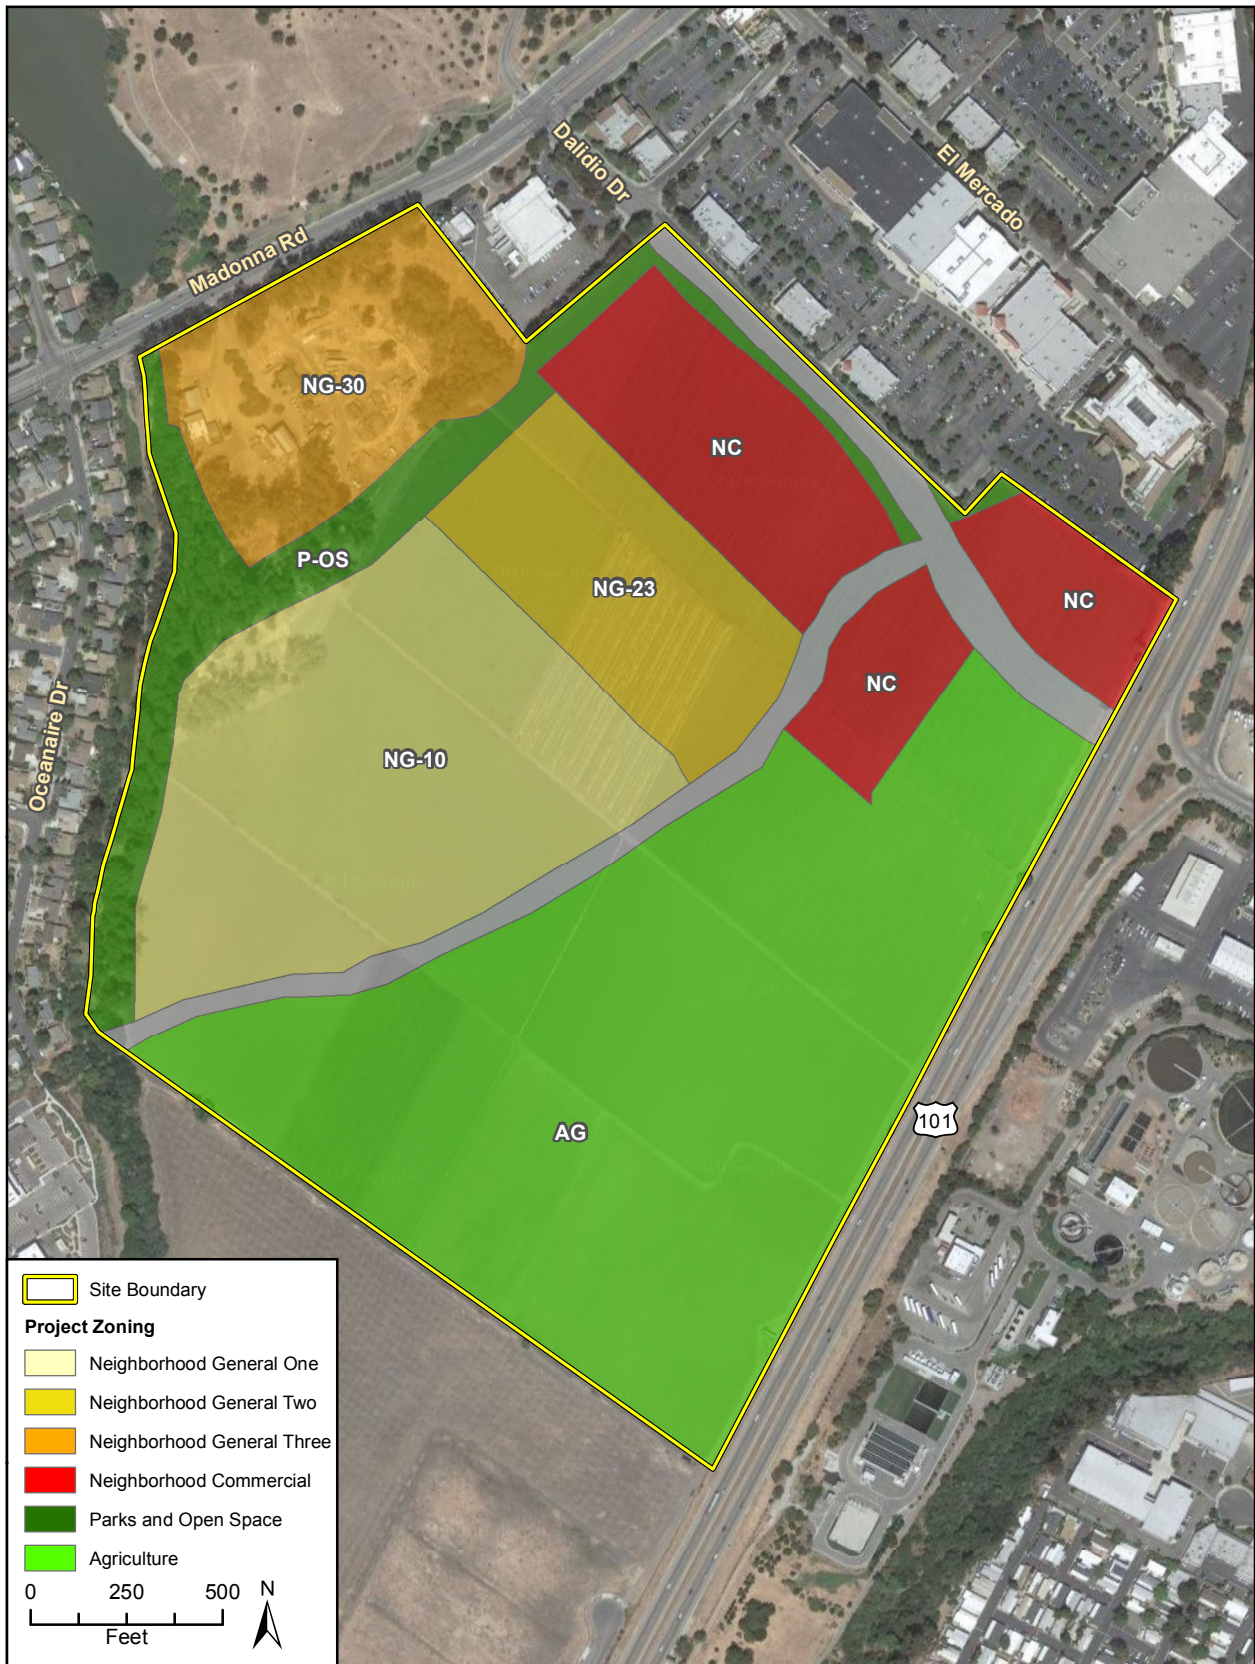 Dalidio Dr
El Mercado
Madonna Rd
NG-30
NC
P-OS
NG-23
NC
NC
Oceanaire Dr
NG-10
AG
101
Site Boundary
Project Zoning
Neighborhood General One
Neighborhood General Two
Neighborhood General Three
Neighborhood Commercial
Parks and Open Space
Agriculture
0 250 500 N
Feet